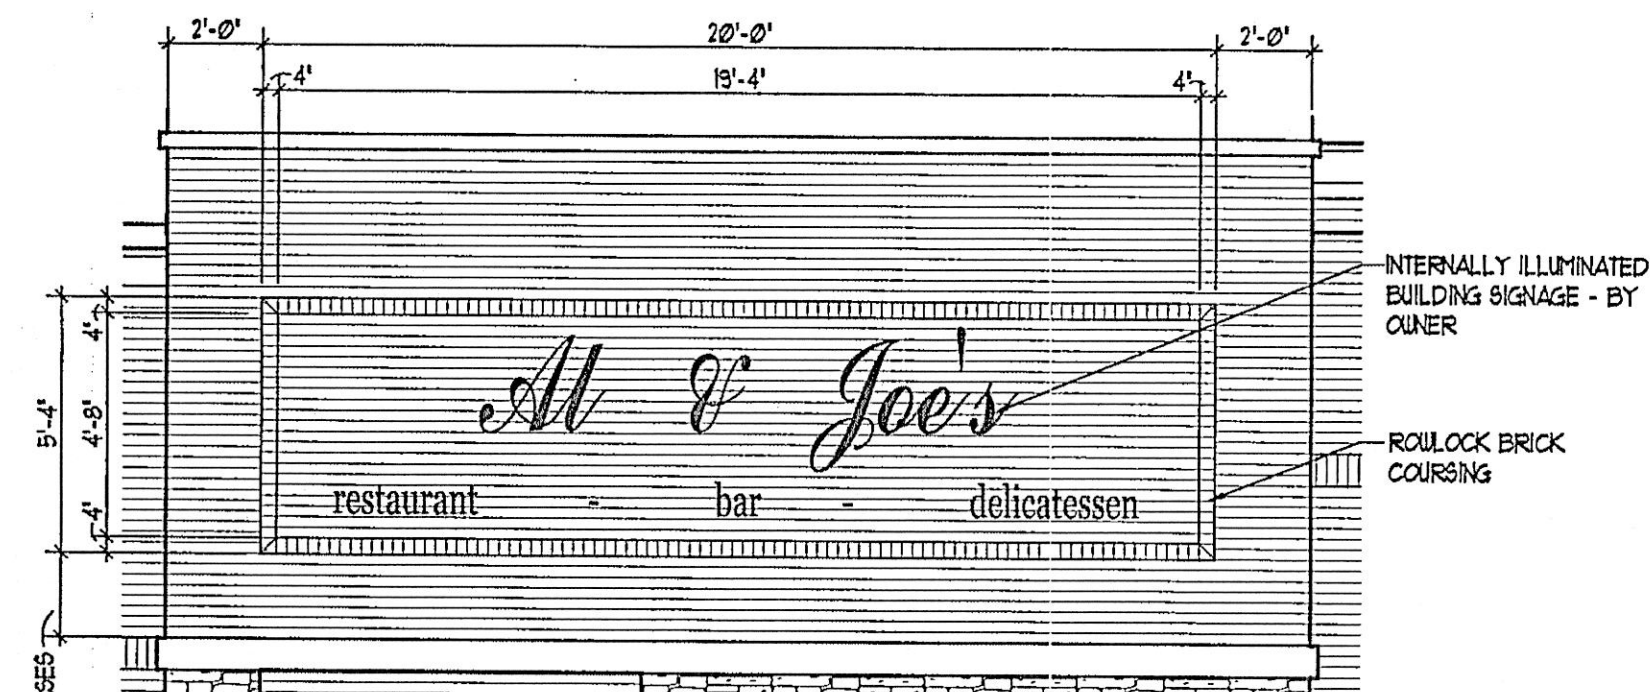 2'-0" 20'-0" 2'-0"
4" 19'-4" 4"
INTERNALLY ILLUMINATED
BUILDING SIGNAGE - BY
OWNER
4"
5'-4" 4'-8"
4"
Al & Joe's
restaurant - bar - delicatessen
ROWLOCK BRICK
COURSING